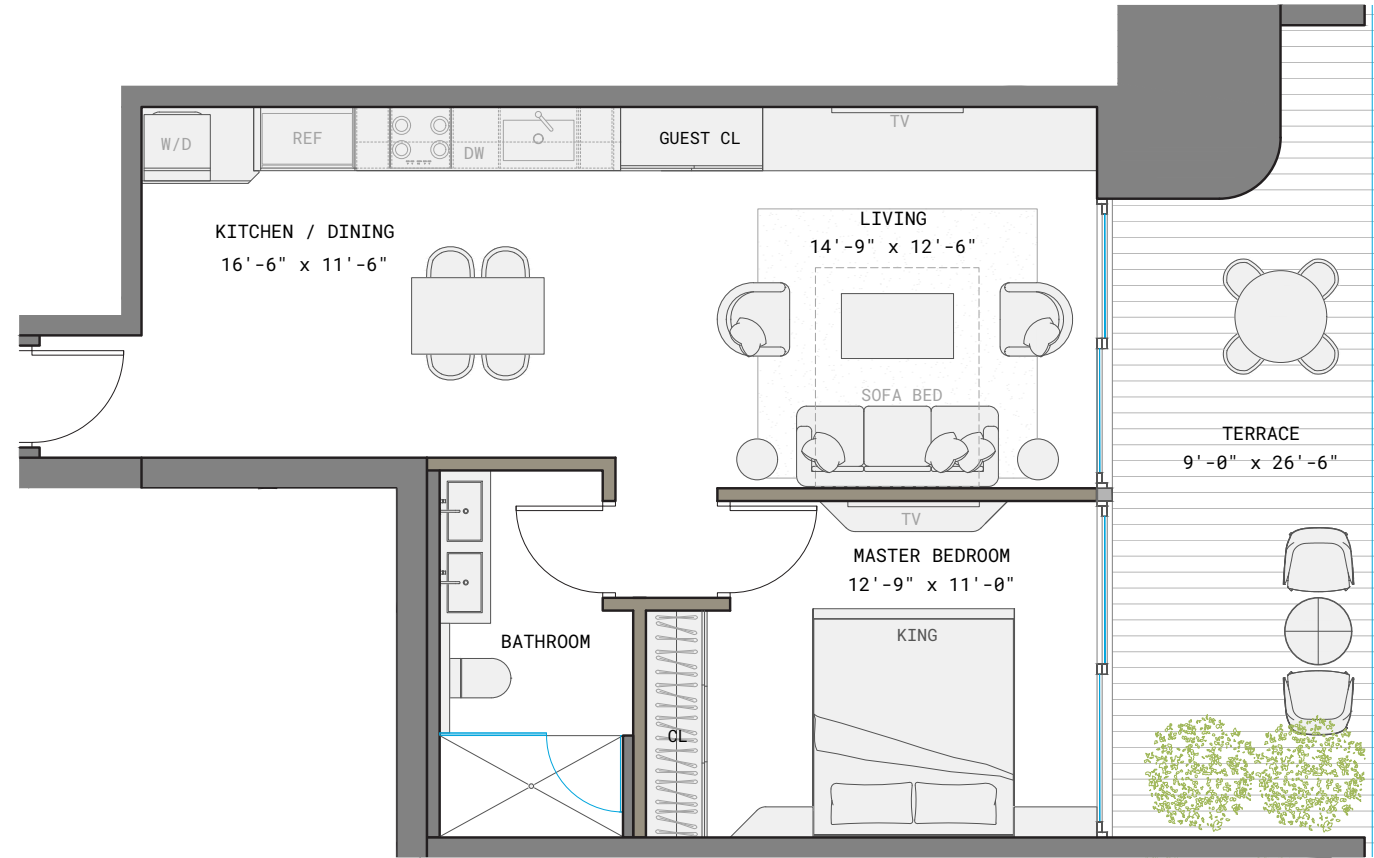 W/D
REF
DW
GUEST CL
TV
KITCHEN / DINING
16'-6" x 11'-6"
LIVING
14'-9" x 12'-6"
SOFA BED
TERRACE
9'-0" x 26'-6"
TV
MASTER BEDROOM
12'-9" x 11'-0"
KING
BATHROOM
CL